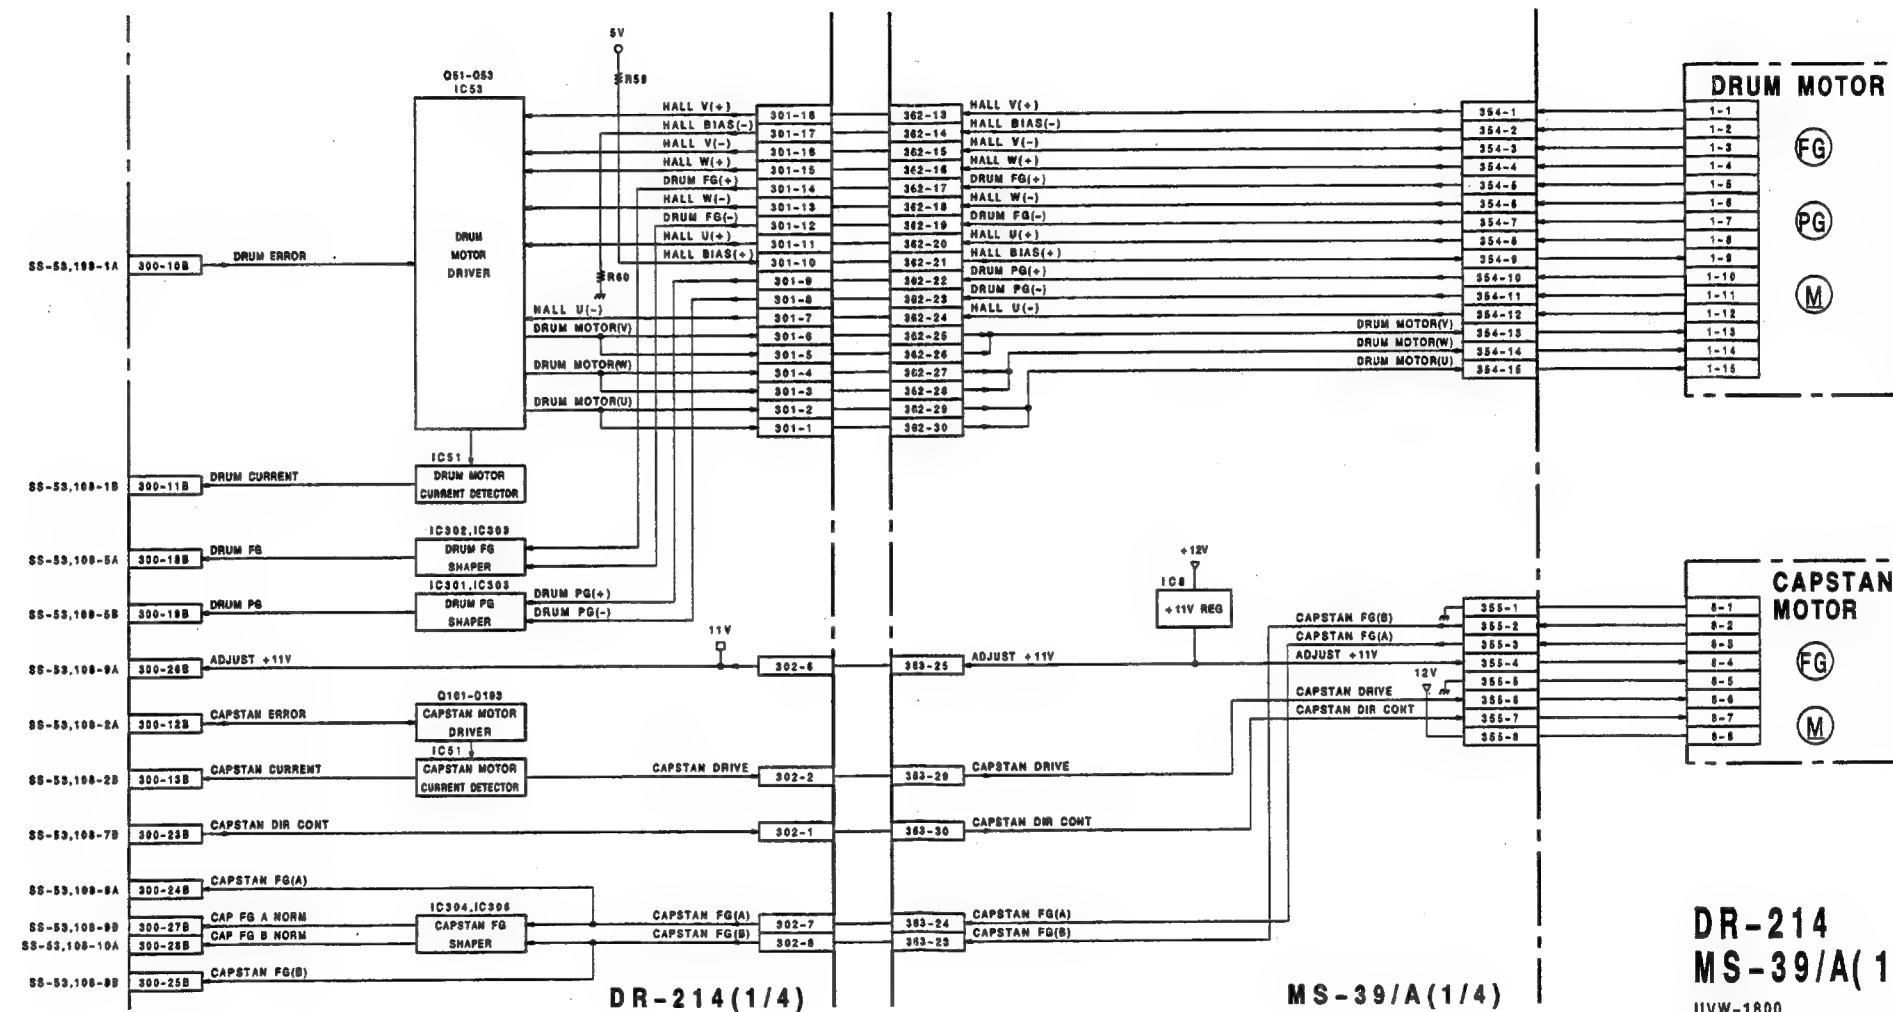 5V
R59
Q51-Q53
IC53
DRUM MOTOR DRIVER
R60
HALL V(+) 301-18 362-13 HALL V(+) 354-1 1-1
HALL BIAS(-) 301-17 362-14 HALL BIAS(-) 354-2 1-2
HALL V(-) 301-16 362-15 HALL V(-) 354-3 1-3
HALL W(+) 301-15 362-16 HALL W(+) 354-4 1-4
DRUM FG(+) 301-14 362-17 DRUM FG(+) 354-5 1-5
HALL W(-) 301-13 362-18 HALL W(-) 354-6 1-6
DRUM FG(-) 301-12 362-19 DRUM FG(-) 354-7 1-7
HALL U(+) 301-11 362-20 HALL U(+) 354-8 1-8
HALL BIAS(+) 301-10 362-21 HALL BIAS(+) 354-9 1-9
301-9 362-22 DRUM PG(+) 354-10 1-10
301-8 362-23 DRUM PG(-) 354-11 1-11
HALL U(-) 301-7 362-24 HALL U(-) 354-12 1-12
DRUM MOTOR(V) 301-6 362-25 DRUM MOTOR(V) 354-13 1-13
301-5 362-26 DRUM MOTOR(W) 354-14 1-14
DRUM MOTOR(W) 301-4 362-27 DRUM MOTOR(U) 354-15 1-15
301-3 362-28
DRUM MOTOR(U) 301-2 362-29
301-1 362-30
DRUM MOTOR
FG
PG
M
300-10B DRUM ERROR
IC51
300-11B DRUM CURRENT
DRUM MOTOR CURRENT DETECTOR
IC302,IC303
300-18B DRUM FG
DRUM FG SHAPER
IC301,IC303
300-19B DRUM PG
DRUM PG SHAPER
DRUM PG(+)
DRUM PG(-)
11V
300-26B ADJUST +11V 302-6 363-25 ADJUST +11V
+12V
IC8
+11V REG
CAPSTAN FG(B)
CAPSTAN FG(A)
ADJUST +11V
12V
CAPSTAN DRIVE
CAPSTAN DIR CONT
355-1 8-1
355-2 8-2
355-3 8-3
355-4 8-4
355-5 8-5
355-6 8-6
355-7 8-7
355-8 8-8
CAPSTAN MOTOR
FG
M
SS-53,108-2A 300-12B CAPSTAN ERROR
CAPSTAN MOTOR DRIVER
IC51
SS-53,108-2B 300-13B CAPSTAN CURRENT
CAPSTAN MOTOR CURRENT DETECTOR
CAPSTAN DRIVE 302-2 363-29 CAPSTAN DRIVE
SS-53,108-7B 300-23B CAPSTAN DIR CONT 302-1 363-30 CAPSTAN DIR CONT
300-24B CAPSTAN FG(A)
300-27B CAP FG A NORM
SS-53,108-10A 300-28B CAP FG B NORM
300-25B CAPSTAN FG(B)
CAPSTAN FG SHAPER
CAPSTAN FG(A) 302-7 363-24 CAPSTAN FG(A)
CAPSTAN FG(B) 302-8 363-23 CAPSTAN FG(B)
DR-214(1/4)
MS-39/A(1/4)
DR-214
MS-39/A(1
UVW-1800